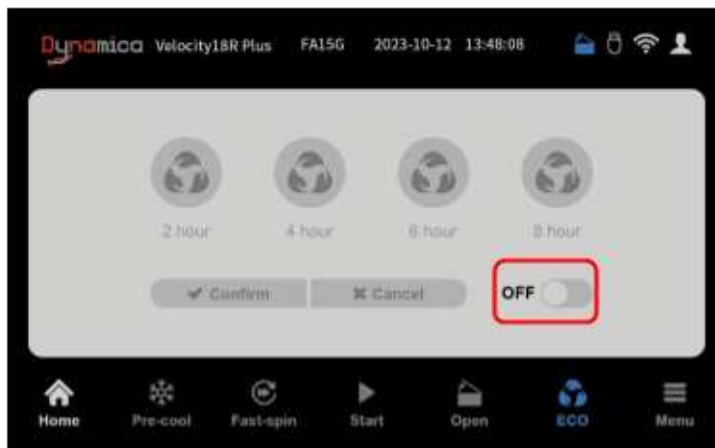 Dynamica Velocity18R Plus FA15G 2023-10-12 13:48:08
2 hour 4 hour 6 hour 8 hour
Confirm Cancel OFF
Home Pre-cool Fast-spin Start Open ECO Menu